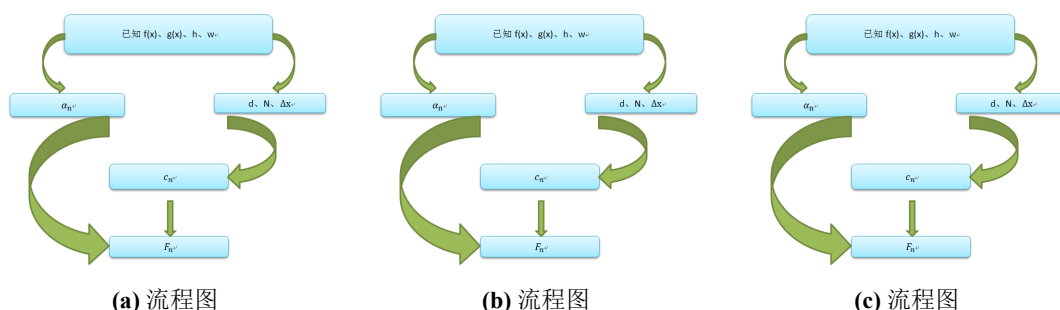 已知 f(x)、g(x)、h、w
αₙ
d、N、Δx
cₙ
Fₙ
(a) 流程图
已知 f(x)、g(x)、h、w
αₙ
d、N、Δx
cₙ
Fₙ
(b) 流程图
已知 f(x)、g(x)、h、w
αₙ
d、N、Δx
cₙ
Fₙ
(c) 流程图